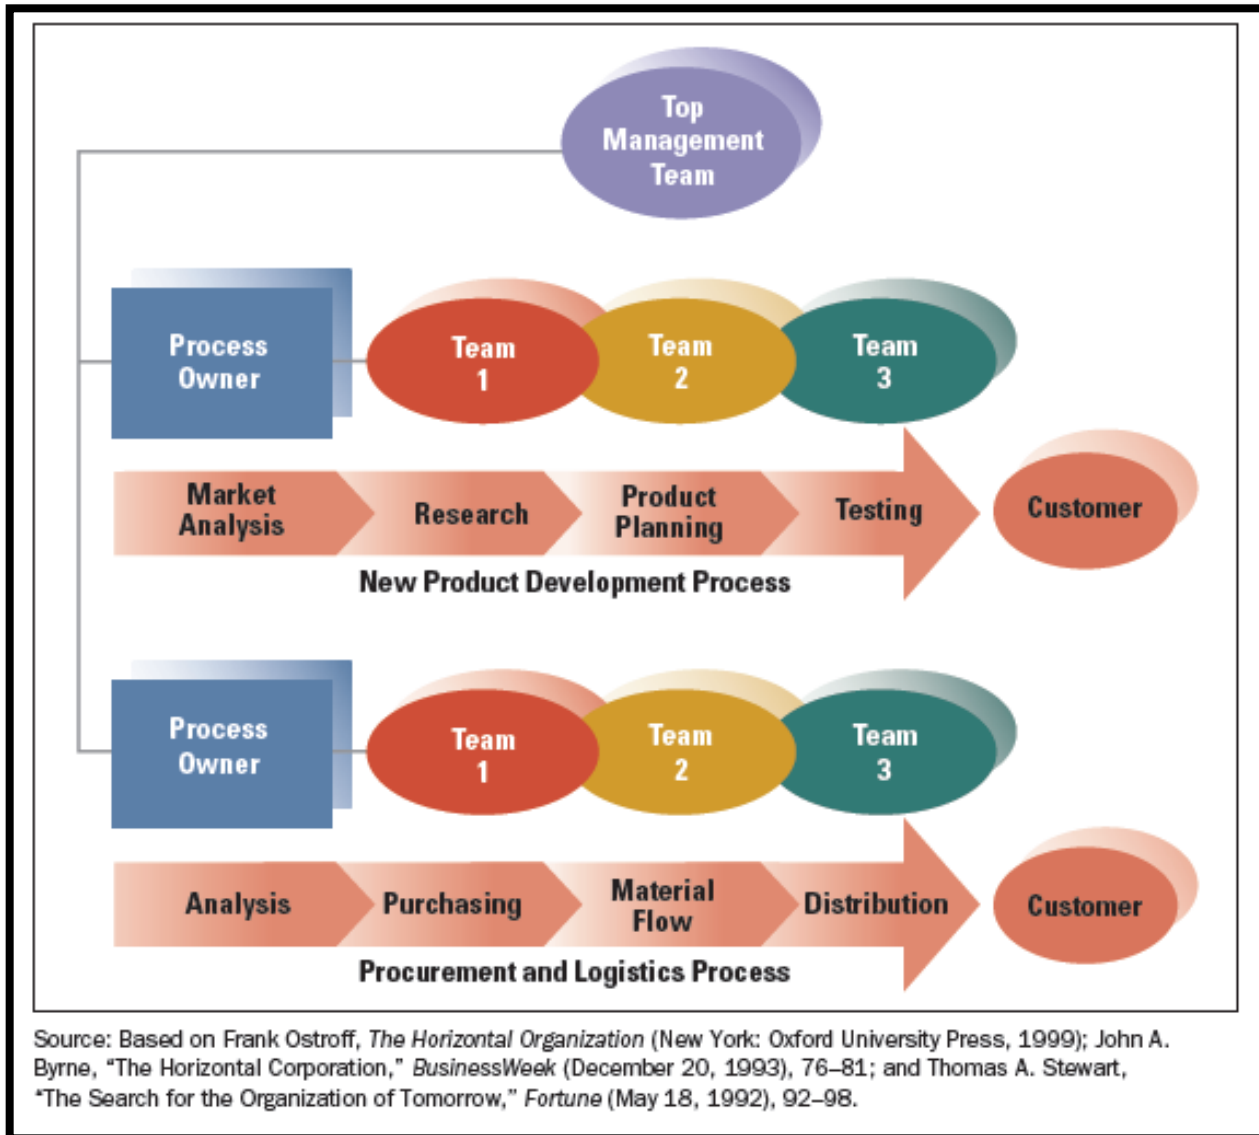 Top
Management
Team
Process
Owner
Team
1
Team
2
Team
3
Market
Analysis
Research
Product
Planning
Testing
Customer
New Product Development Process
Process
Owner
Team
1
Team
2
Team
3
Analysis
Purchasing
Material
Flow
Distribution
Customer
Procurement and Logistics Process
Source: Based on Frank Ostroff, The Horizontal Organization (New York: Oxford University Press, 1999); John A.
Byrne, “The Horizontal Corporation,” BusinessWeek (December 20, 1993), 76–81; and Thomas A. Stewart,
“The Search for the Organization of Tomorrow,” Fortune (May 18, 1992), 92–98.